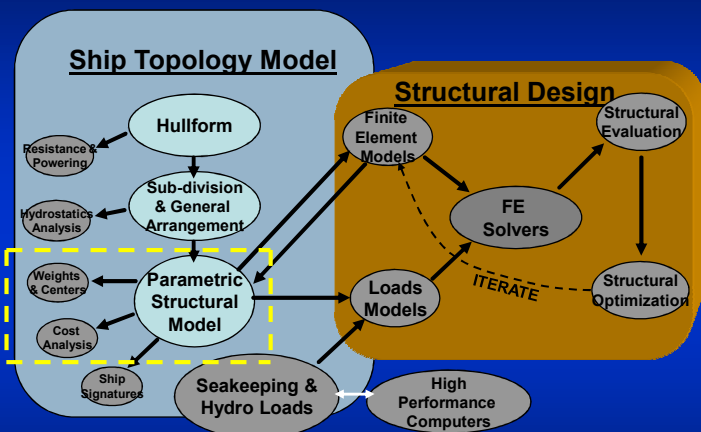 Ship Topology Model
Structural Design
Hullform
Resistance &
Powering
Sub-division
& General
Arrangement
Hydrostatics
Analysis
Parametric
Structural
Model
Weights
& Centers
Cost
Analysis
Ship
Signatures
Seakeeping &
Hydro Loads
High
Performance
Computers
Finite
Element
Models
Loads
Models
FE
Solvers
Structural
Evaluation
Structural
Optimization
ITERATE